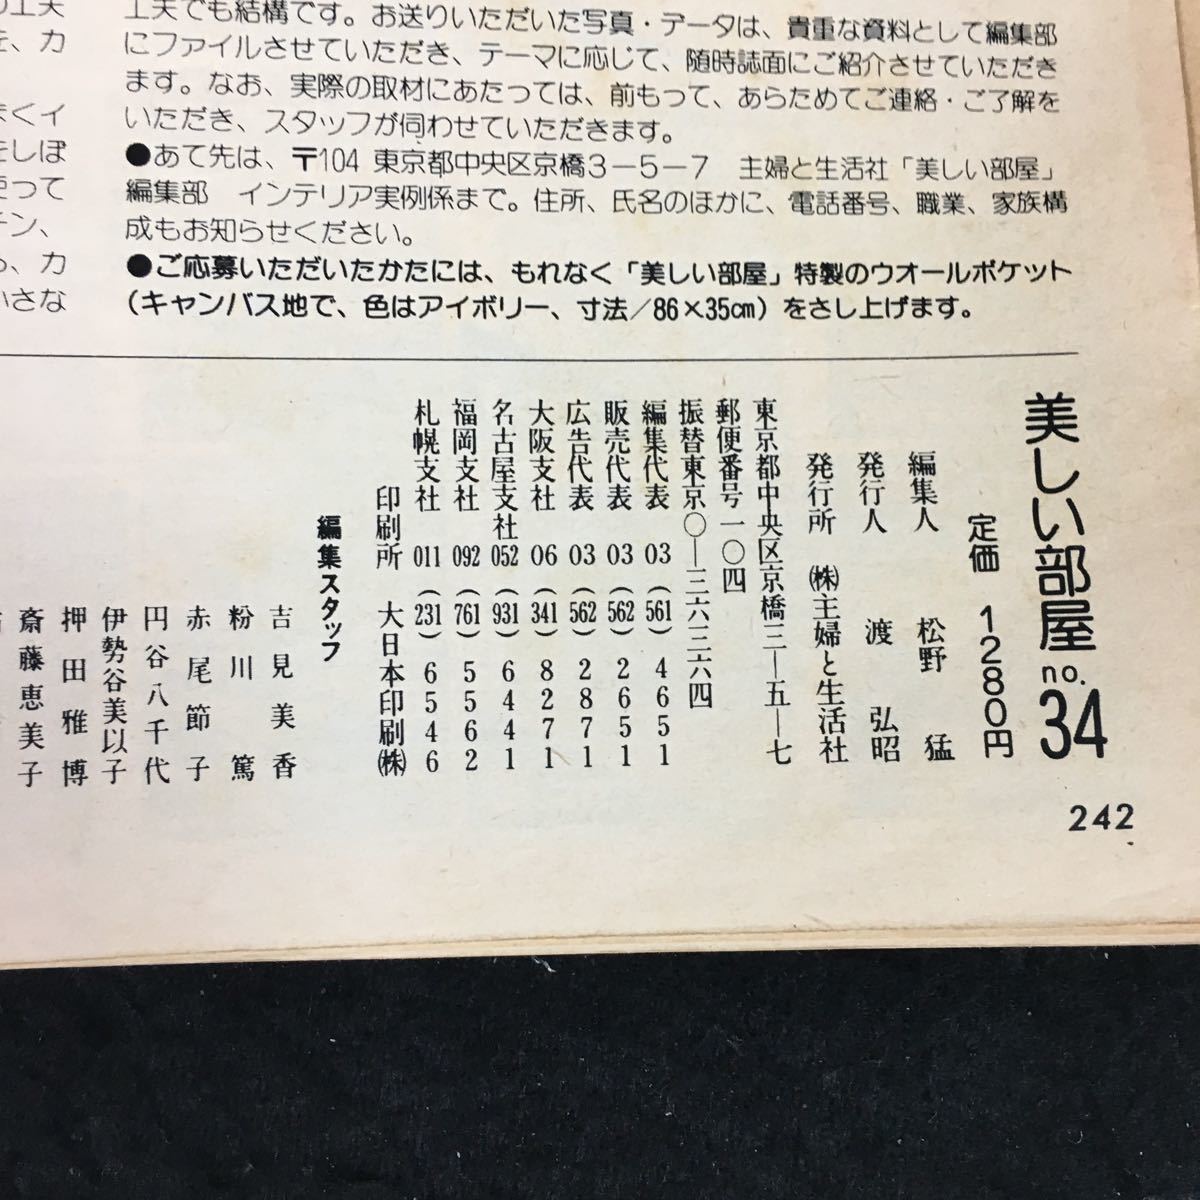 工夫でも結構です。お送りいただいた写真・データは、貴重な資料として編集部
にファイルさせていただき、テーマに応じて、随時誌面にご紹介させていただき
ます。なお、実際の取材にあたっては、前もって、あらためてご連絡・ご了解を
いただき、スタッフが伺わせていただきます。
●あて先は、〒104 東京都中央区京橋3−5−7 主婦と生活社「美しい部屋」
編集部 インテリア実例係まで。住所、氏名のほかに、電話番号、職業、家族構
成もお知らせください。
●ご応募いただいたかたには、もれなく「美しい部屋」特製のウオールポケット
(キャンバス地で、色はアイボリー、寸法/86×35cm)をさし上げます。
の工夫
を、カ
まくイ
をしぼ
使って
チン、
カ
いさな
美しい部屋 no.34
定価 1280円
編集人 松野 猛
発行人 渡 弘昭
発行所 ㈱主婦と生活社
東京都中央区京橋三—五—七
郵便番号一〇四
振替東京〇—三六三六四
編集代表 03(561)4651
販売代表 03(562)2651
広告代表 03(562)2871
大阪支社 06(341)8271
名古屋支社 052(931)6441
福岡支社 092(761)5562
札幌支社 011(231)6546
印刷所 大日本印刷㈱
編集スタッフ
吉見美香
粉川 篤
赤尾節子
円谷八千代
伊勢谷美以子
押田雅博
斎藤恵美子
242